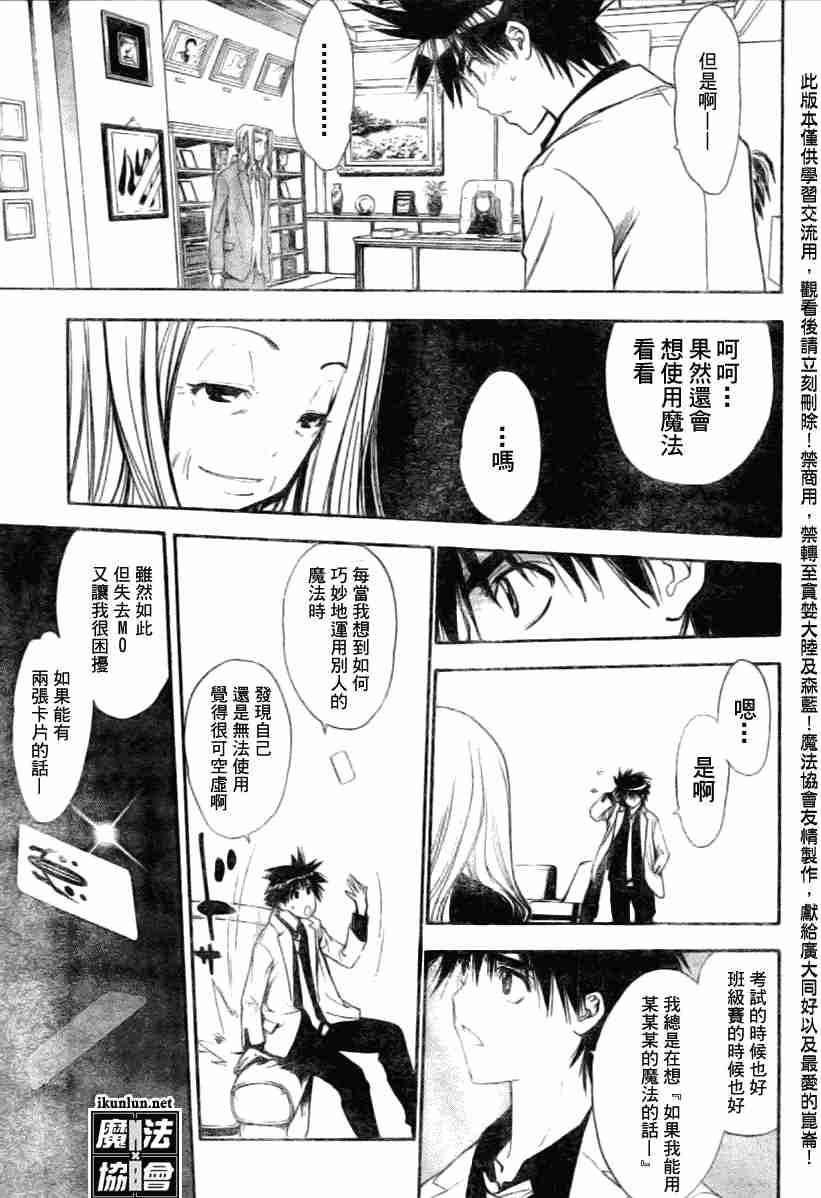 但是啊——
…………
呵呵…
果然還會
想使用魔法
看看
…嗎
嗯…
是啊
考試的時候也好
班級賽的時候也好
我總是在想『如果我能用
某某某的魔法的話—』
每當我想到如何
巧妙地運用別人的
魔法時
發現自己
還是無法使用
覺得很可空虛啊
雖然如此
但失去MO
又讓我很困擾
如果能有
兩張卡片的話—
此版本僅供學習交流用，觀看後請立刻刪除！禁商用，禁轉至貪婪大陸及森藍！魔法協會友情製作，獻給廣大同好以及最愛的崑崙！
ikunlun.net
魔法
協會